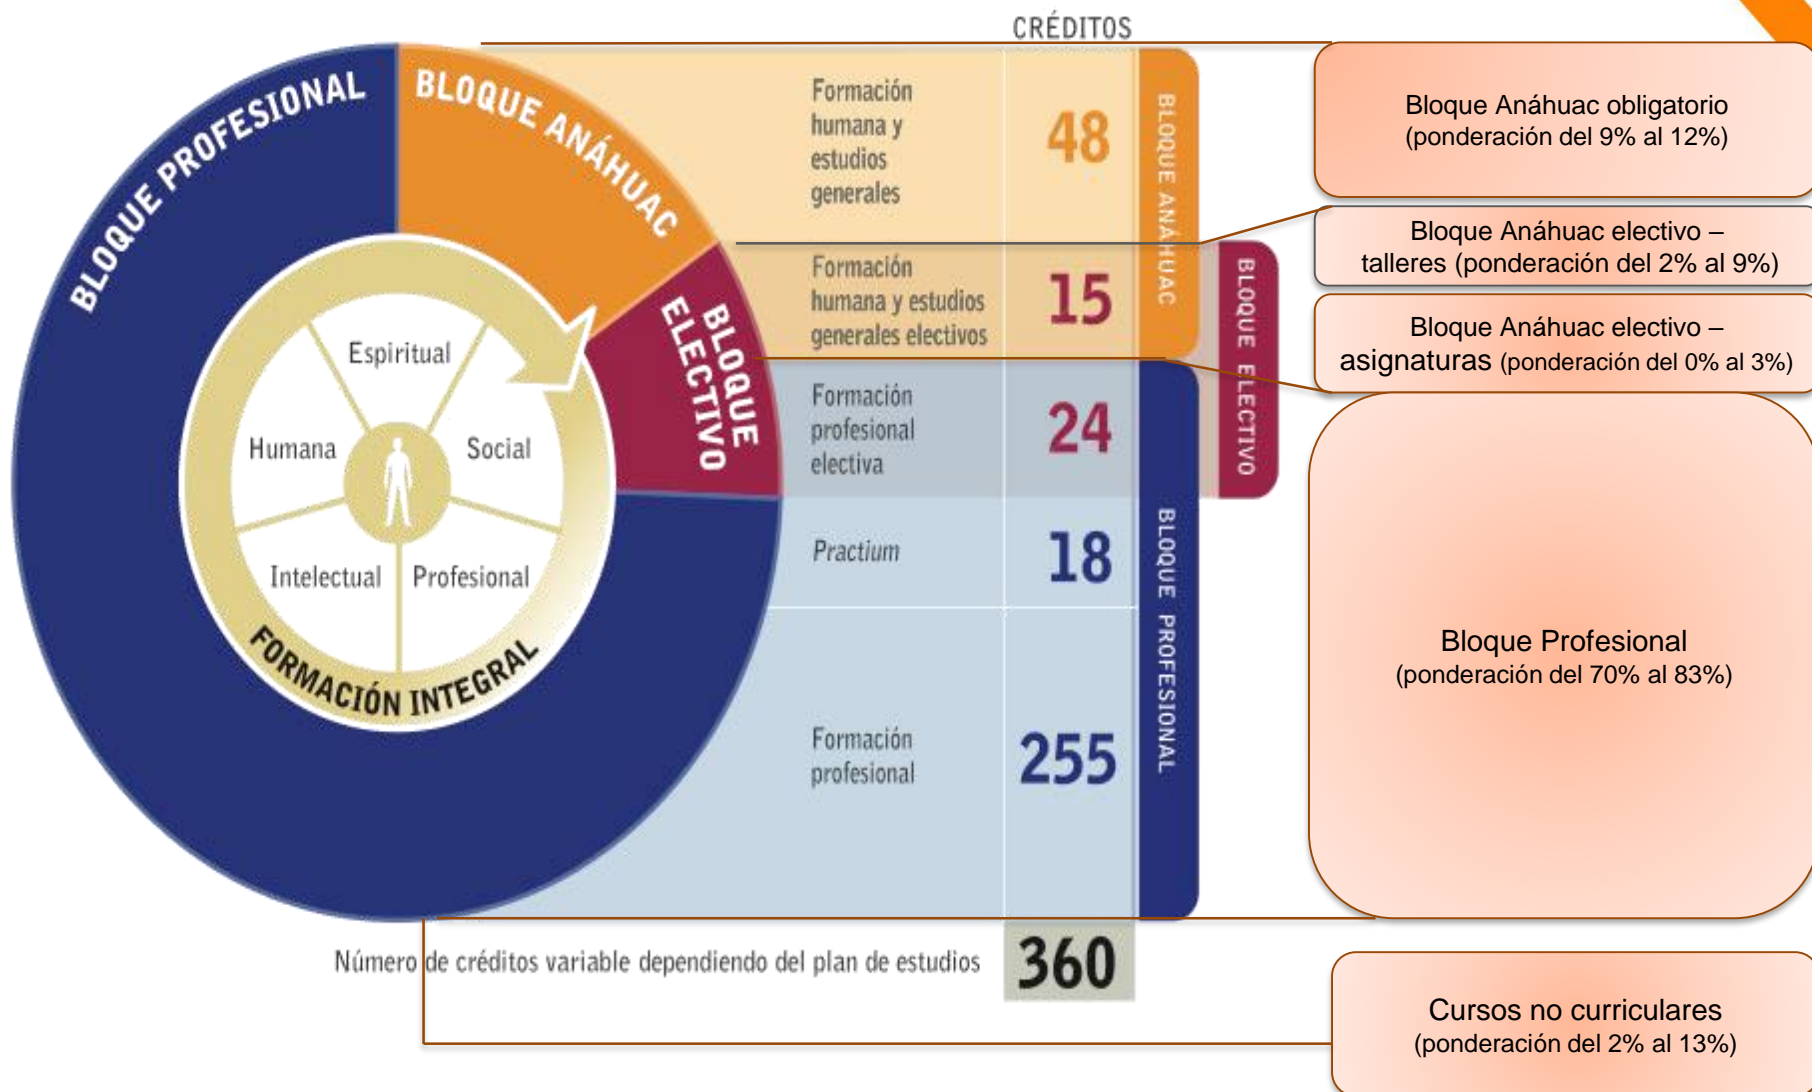 CRÉDITOS
BLOQUE PROFESIONAL
BLOQUE ANÁHUAC
BLOQUE
ELECTIVO
Espiritual
Humana
Social
Intelectual
Profesional
FORMACIÓN INTEGRAL
Formación
humana y
estudios
generales
48
Formación
humana y estudios
generales electivos
15
Formación
profesional
electiva
24
Practium
18
Formación
profesional
255
BLOQUE ANÁHUAC
BLOQUE ELECTIVO
BLOQUE PROFESIONAL
Número de créditos variable dependiendo del plan de estudios
360
Bloque Anáhuac obligatorio
(ponderación del 9% al 12%)
Bloque Anáhuac electivo –
talleres (ponderación del 2% al 9%)
Bloque Anáhuac electivo –
asignaturas (ponderación del 0% al 3%)
Bloque Profesional
(ponderación del 70% al 83%)
Cursos no curriculares
(ponderación del 2% al 13%)